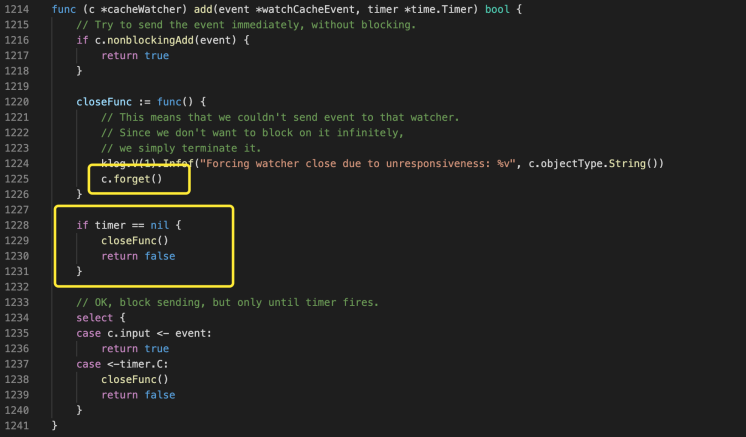 1214 func (c *cacheWatcher) add(event *watchCacheEvent, timer *time.Timer) bool {
1215 // Try to send the event immediately, without blocking.
1216 if c.nonblockingAdd(event) {
1217 return true
1218 }
1219
1220 closeFunc := func() {
1221 // This means that we couldn't send event to that watcher.
1222 // Since we don't want to block on it infinitely,
1223 // we simply terminate it.
1224 klog.V(1).Infof("Forcing watcher close due to unresponsiveness: %v", c.objectType.String())
1225 c.forget()
1226 }
1227
1228 if timer == nil {
1229 closeFunc()
1230 return false
1231 }
1232
1233 // OK, block sending, but only until timer fires.
1234 select {
1235 case c.input <- event:
1236 return true
1237 case <-timer.C:
1238 closeFunc()
1239 return false
1240 }
1241 }